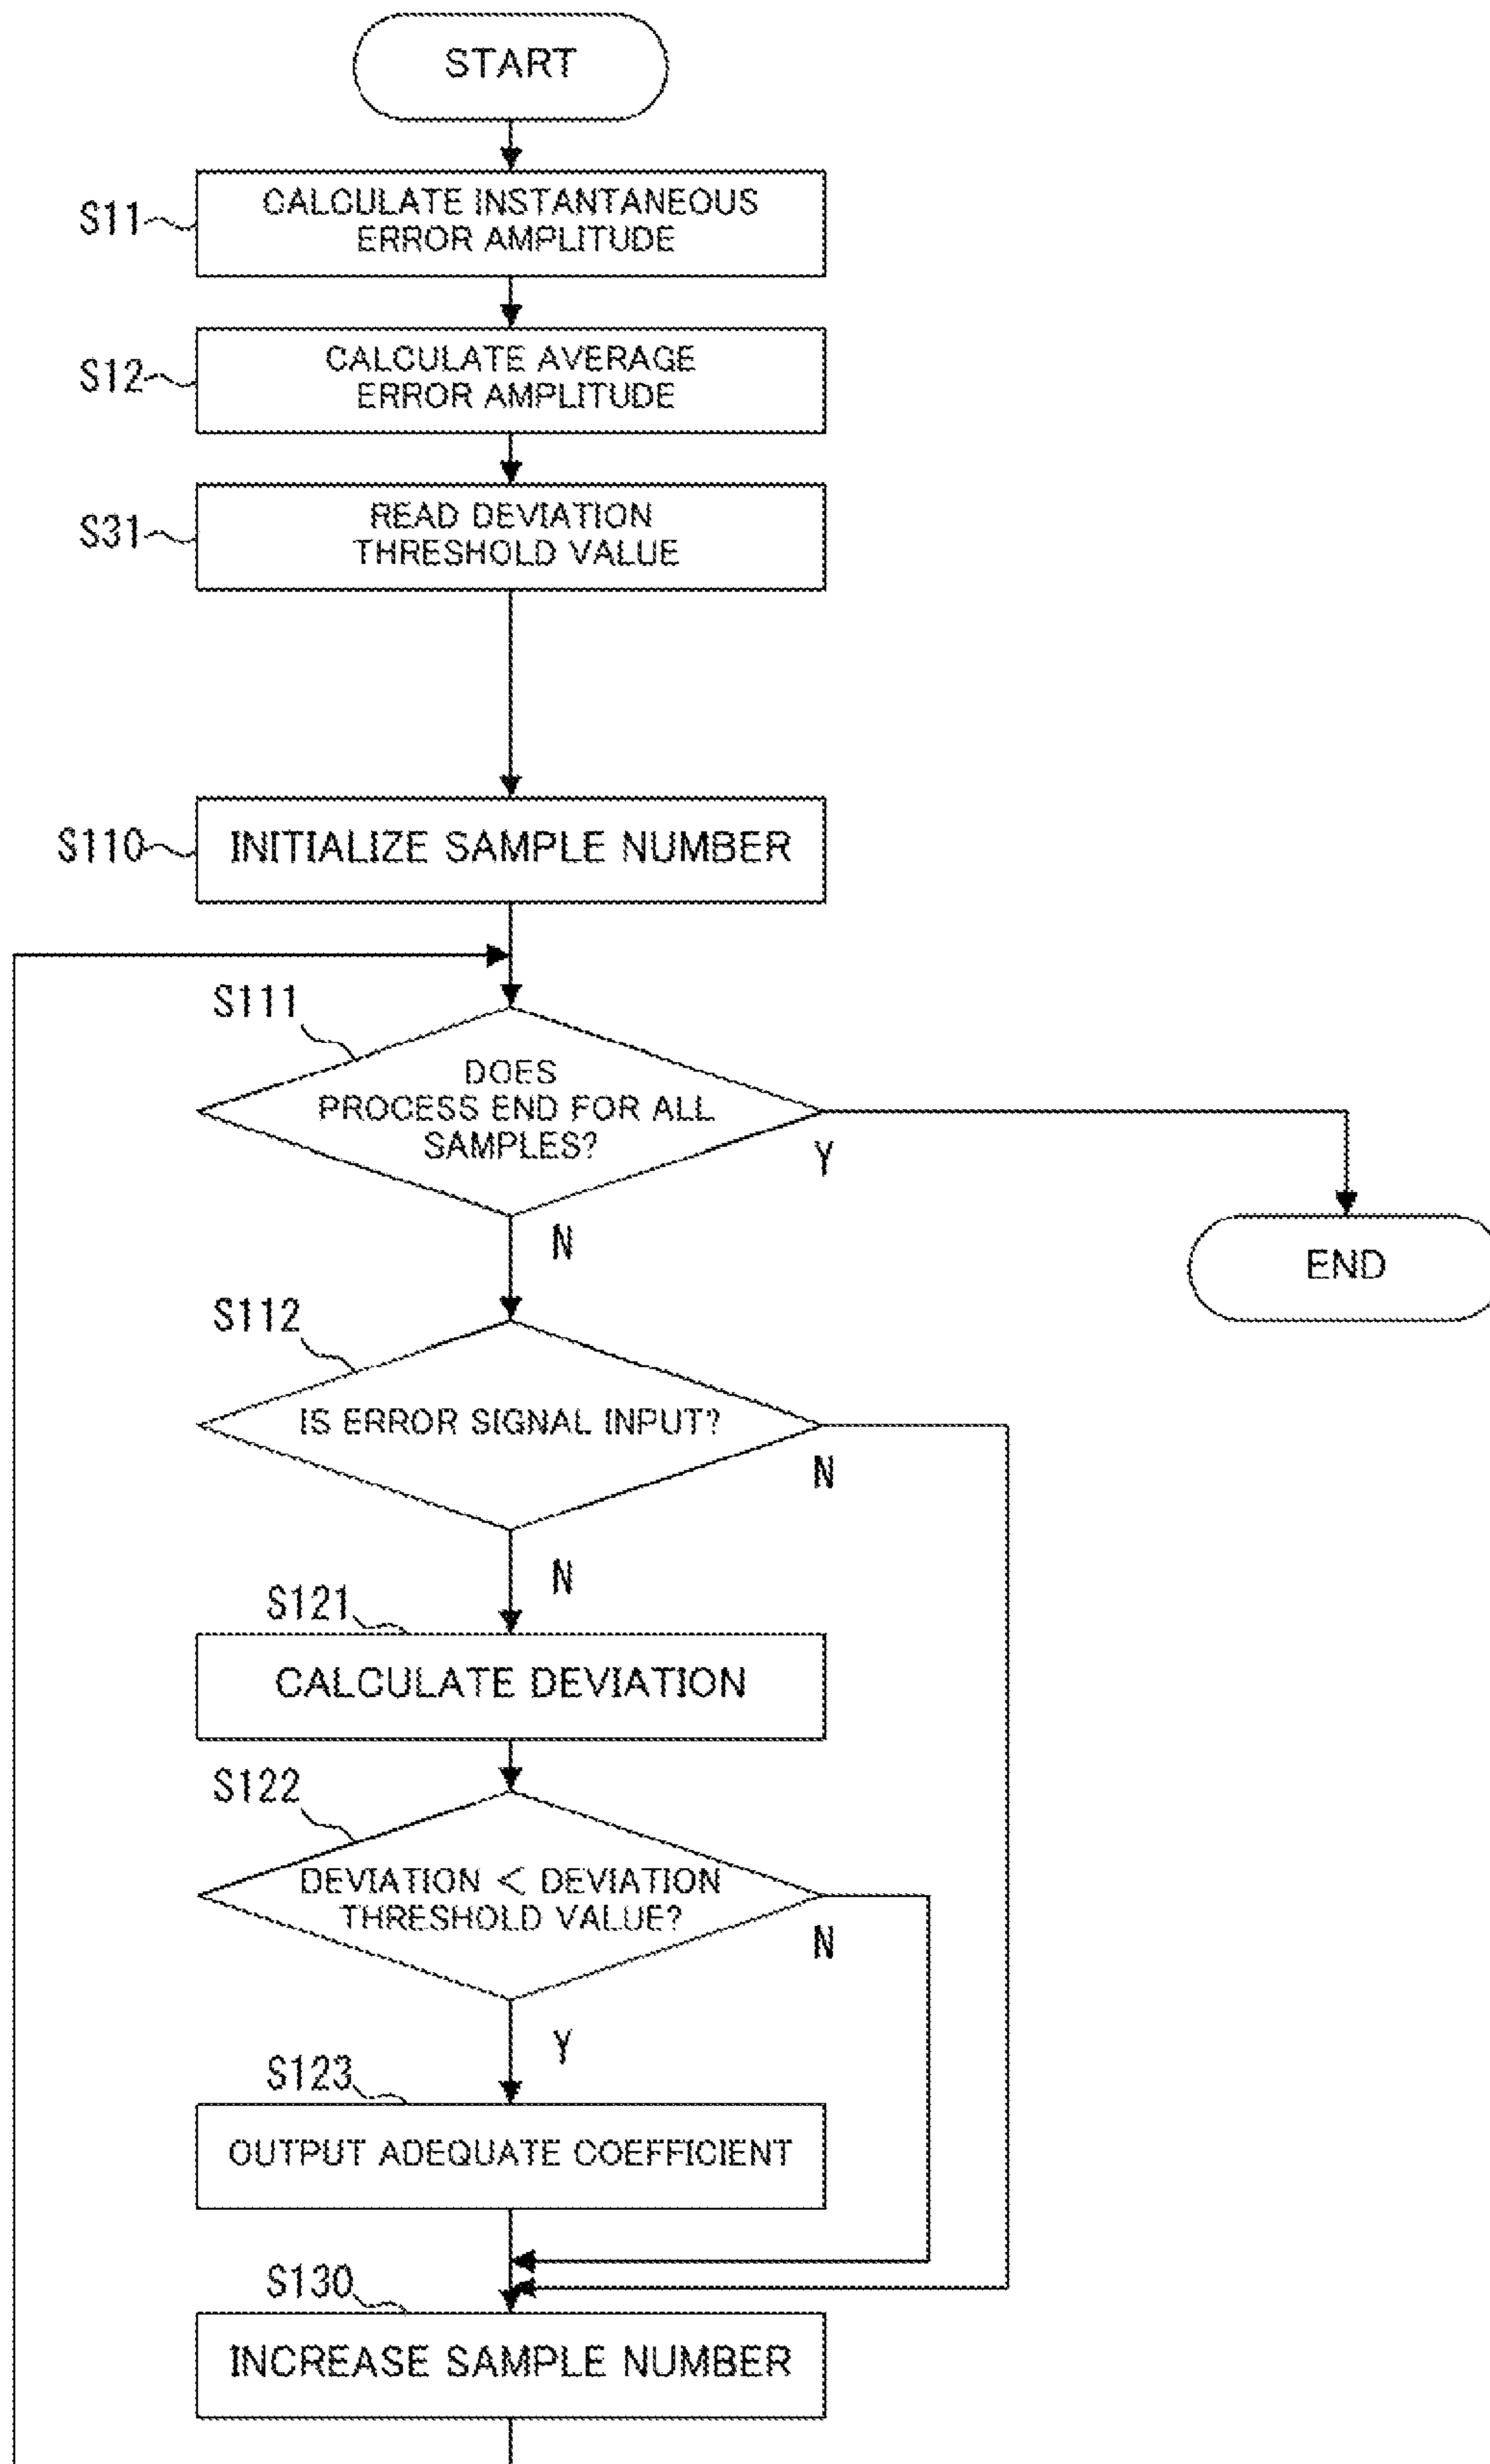 START
S11
CALCULATE INSTANTANEOUS
ERROR AMPLITUDE
S12
CALCULATE AVERAGE
ERROR AMPLITUDE
S31
READ DEVIATION
THRESHOLD VALUE
S110
INITIALIZE SAMPLE NUMBER
S111
DOES
PROCESS END FOR ALL
SAMPLES?
Y
N
END
S112
IS ERROR SIGNAL INPUT?
N
N
S121
CALCULATE DEVIATION
S122
DEVIATION < DEVIATION
THRESHOLD VALUE?
N
Y
S123
OUTPUT ADEQUATE COEFFICIENT
S130
INCREASE SAMPLE NUMBER